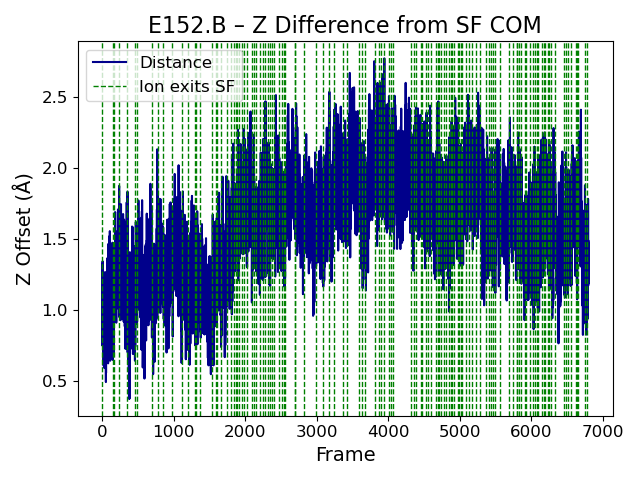 E152.B – Z Difference from SF COM
Distance
Ion exits SF
Z Offset (Å)
2.5
2.0
1.5
1.0
0.5
0 1000 2000 3000 4000 5000 6000 7000
Frame